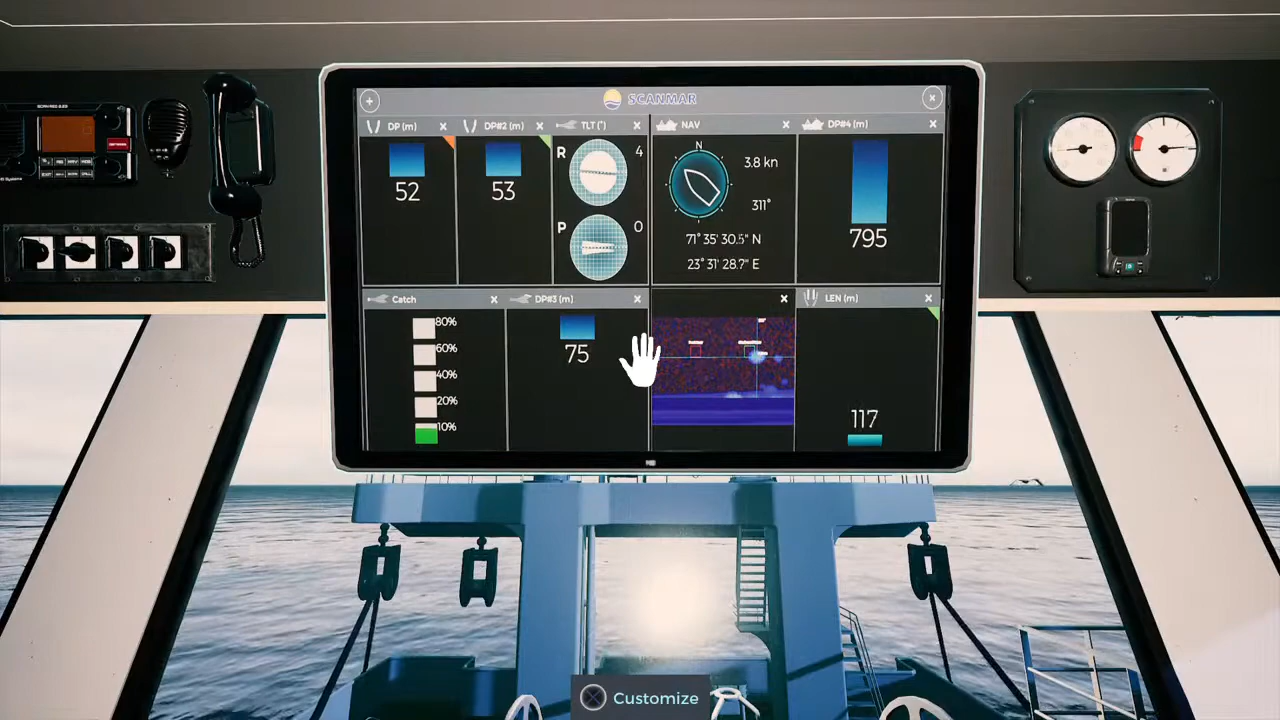 SCANMAR
DP (m)
DP#2 (m)
TLT (°)
NAV
DP#4 (m)
52
53
R
4
P
0
N
3.8 kn
311°
71° 35' 30.5" N
23° 31' 28.7" E
795
Catch
DP#3 (m)
LEN (m)
80%
60%
40%
20%
10%
75
117
Customize